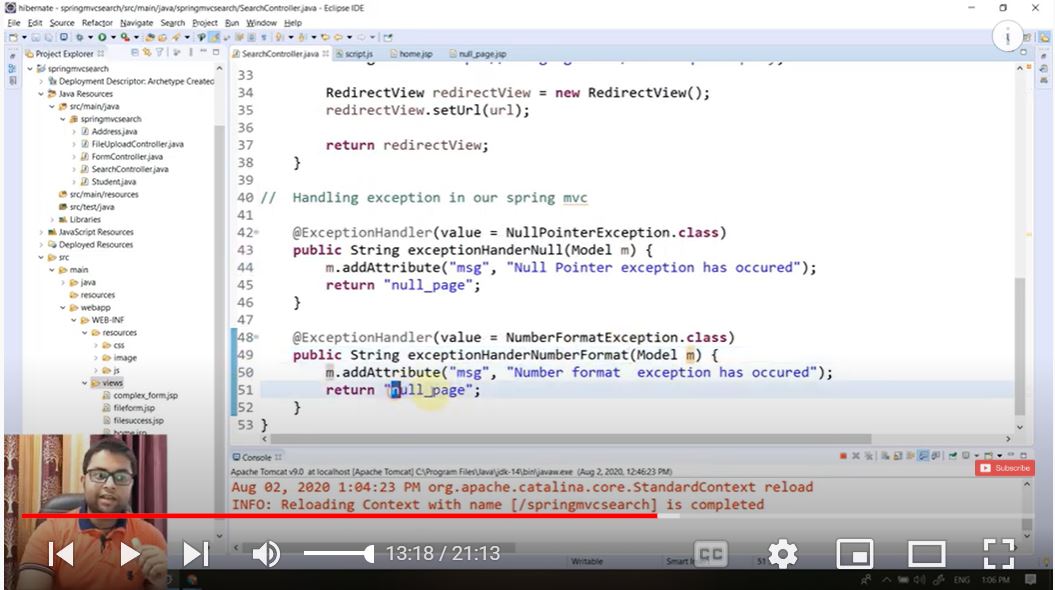 hibernate - springmvcsearch/src/main/java/springmvcsearch/SearchController.java - Eclipse IDE
File Edit Source Refactor Navigate Search Project Run Window Help
Project Explorer
SearchController.java script.js home.jsp null_page.jsp
springmvcsearch
Deployment Descriptor: Archetype Created
Java Resources
src/main/java
springmvcsearch
Address.java
FileUploadController.java
FormController.java
SearchController.java
Student.java
src/main/resources
src/test/java
Libraries
JavaScript Resources
Deployed Resources
src
main
java
resources
webapp
WEB-INF
resources
css
image
js
views
complex_form.jsp
fileform.jsp
filesuccess.jsp
home.jsp
33
34 RedirectView redirectView = new RedirectView();
35 redirectView.setUrl(url);
36
37 return redirectView;
38 }
39
40 // Handling exception in our spring mvc
41
42 @ExceptionHandler(value = NullPointerException.class)
43 public String exceptionHanderNull(Model m) {
44 m.addAttribute("msg", "Null Pointer exception has occured");
45 return "null_page";
46 }
47
48 @ExceptionHandler(value = NumberFormatException.class)
49 public String exceptionHanderNumberFormat(Model m) {
50 m.addAttribute("msg", "Number format  exception has occured");
51 return "null_page";
52 }
53 }
Console
Apache Tomcat v9.0 at localhost [Apache Tomcat] C:\Program Files\Java\jdk-14\bin\javaw.exe (Aug 2, 2020, 12:46:23 PM)
Subscribe
Aug 02, 2020 1:04:23 PM org.apache.catalina.core.StandardContext reload
INFO: Reloading Context with name [/springmvcsearch] is completed
13:18 / 21:13
CC
Writable
Smart
51
ENG 1:06 PM